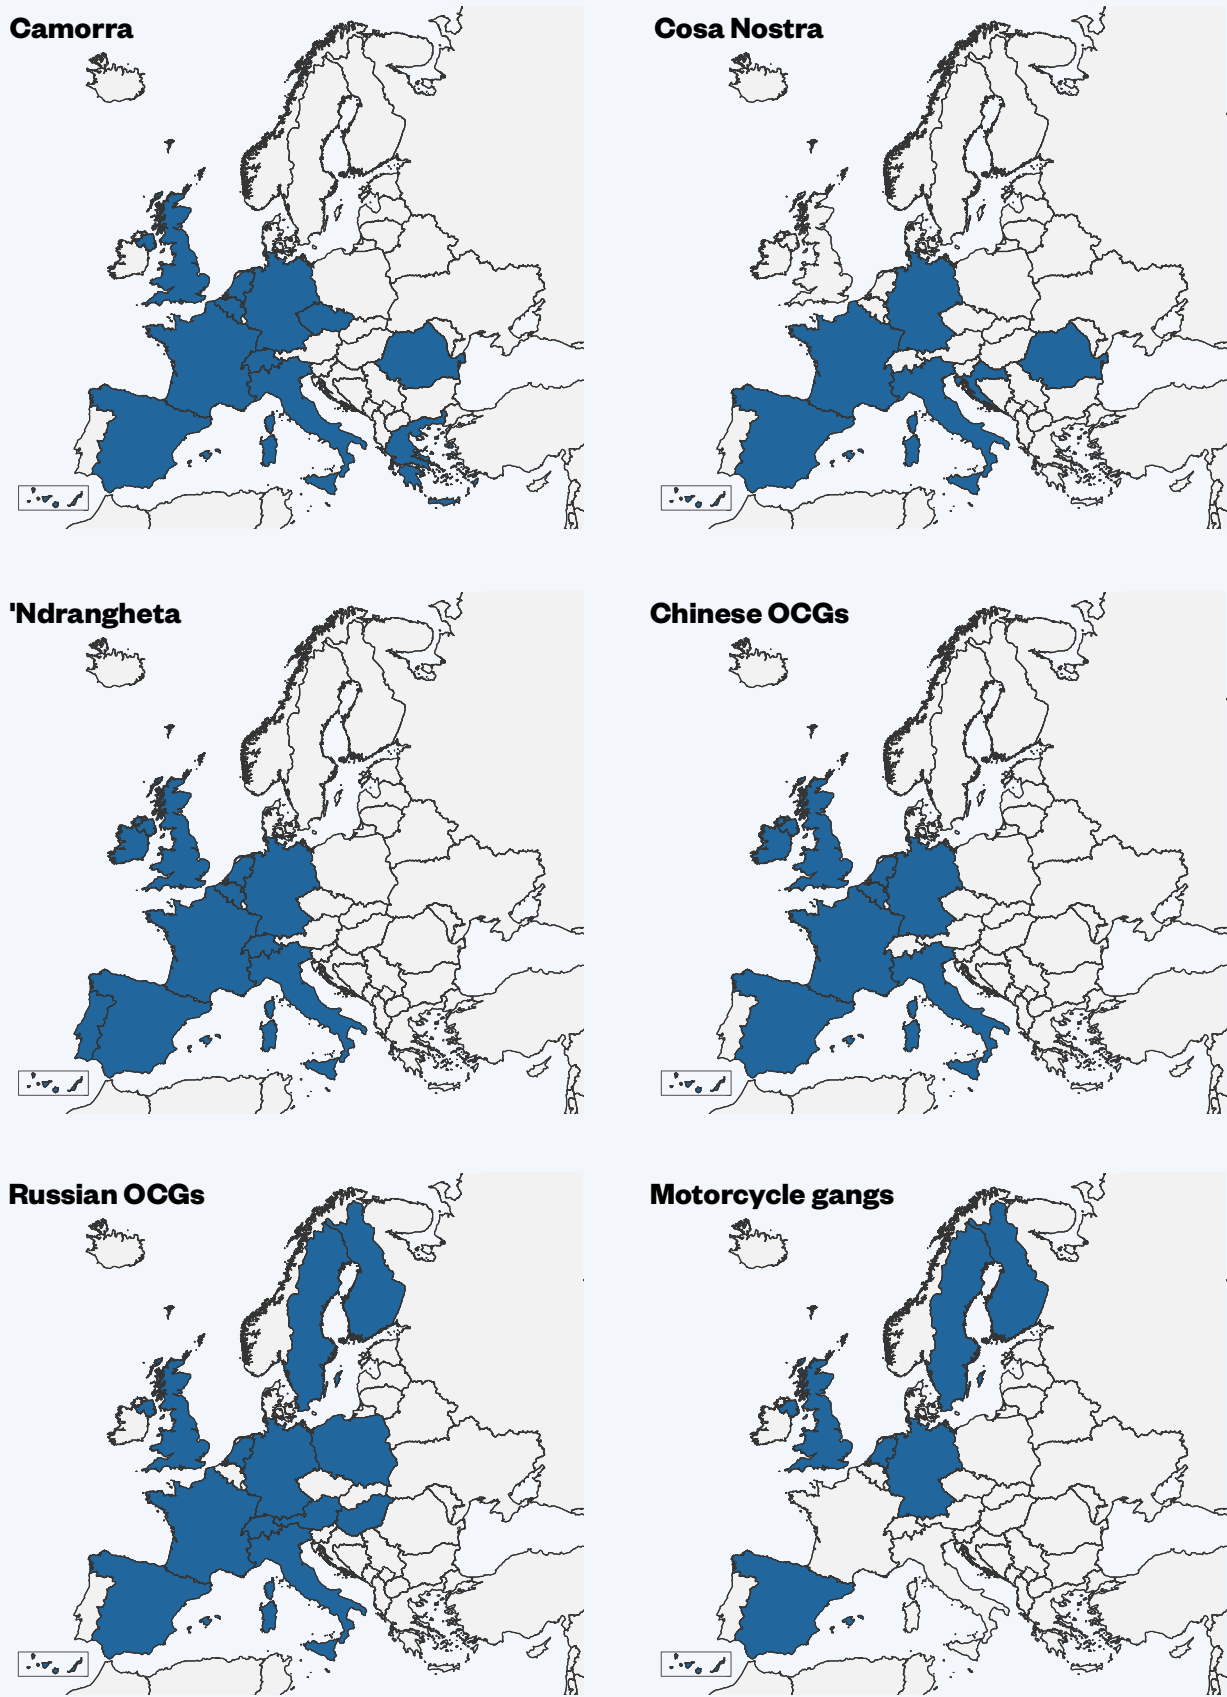 Camorra
Cosa Nostra
'Ndrangheta
Chinese OCGs
Russian OCGs
Motorcycle gangs